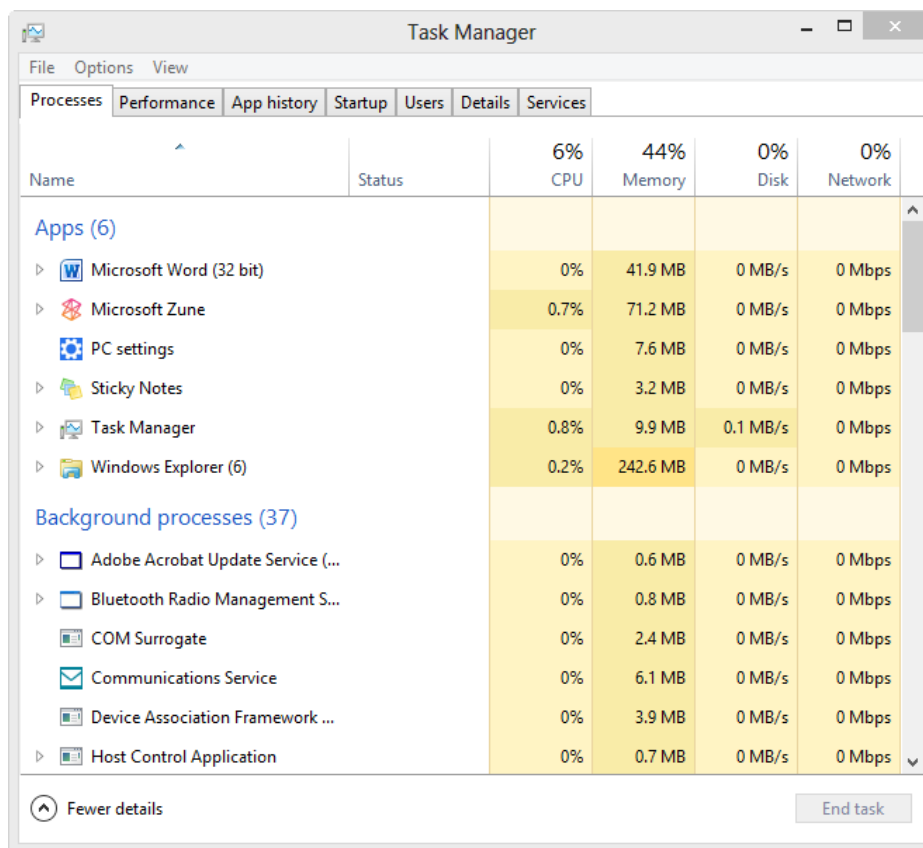 Task Manager
File Options View
Processes Performance App history Startup Users Details Services
6% 44% 0% 0%
Name Status CPU Memory Disk Network
Apps (6)
Microsoft Word (32 bit) 0% 41.9 MB 0 MB/s 0 Mbps
Microsoft Zune 0.7% 71.2 MB 0 MB/s 0 Mbps
PC settings 0% 7.6 MB 0 MB/s 0 Mbps
Sticky Notes 0% 3.2 MB 0 MB/s 0 Mbps
Task Manager 0.8% 9.9 MB 0.1 MB/s 0 Mbps
Windows Explorer (6) 0.2% 242.6 MB 0 MB/s 0 Mbps
Background processes (37)
Adobe Acrobat Update Service (... 0% 0.6 MB 0 MB/s 0 Mbps
Bluetooth Radio Management S... 0% 0.8 MB 0 MB/s 0 Mbps
COM Surrogate 0% 2.4 MB 0 MB/s 0 Mbps
Communications Service 0% 6.1 MB 0 MB/s 0 Mbps
Device Association Framework ... 0% 3.9 MB 0 MB/s 0 Mbps
Host Control Application 0% 0.7 MB 0 MB/s 0 Mbps
Fewer details End task